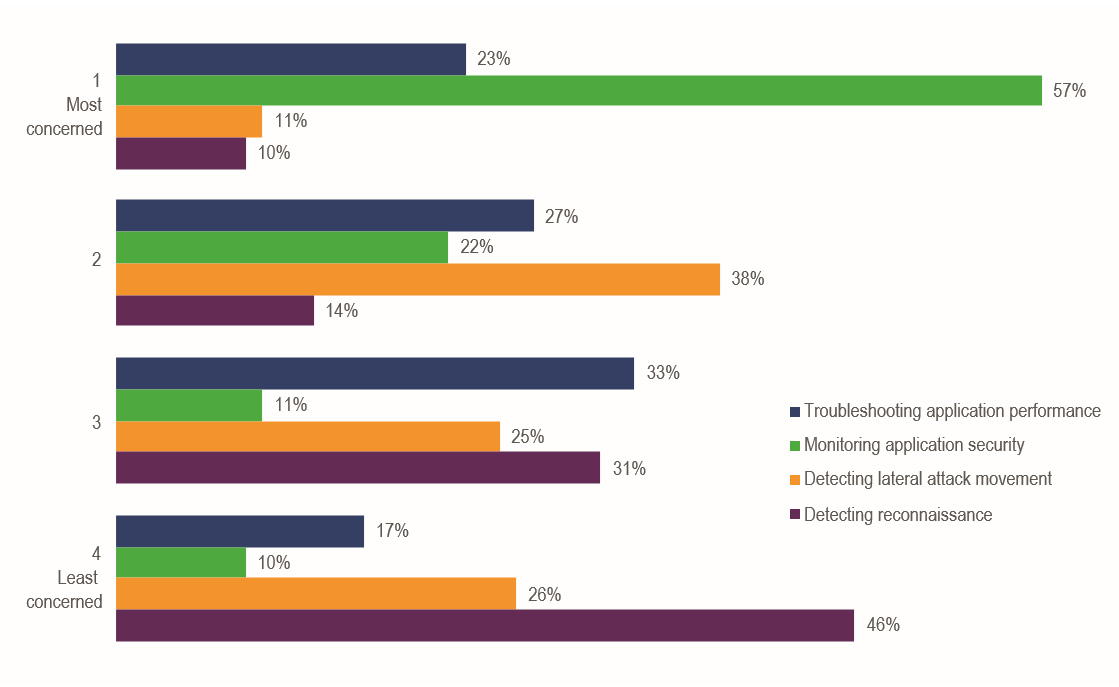 23%
1
Most
concerned
57%
11%
10%
27%
2
22%
38%
14%
33%
3
11%
25%
31%
Troubleshooting application performance
Monitoring application security
Detecting lateral attack movement
Detecting reconnaissance
17%
4
Least
concerned
10%
26%
46%